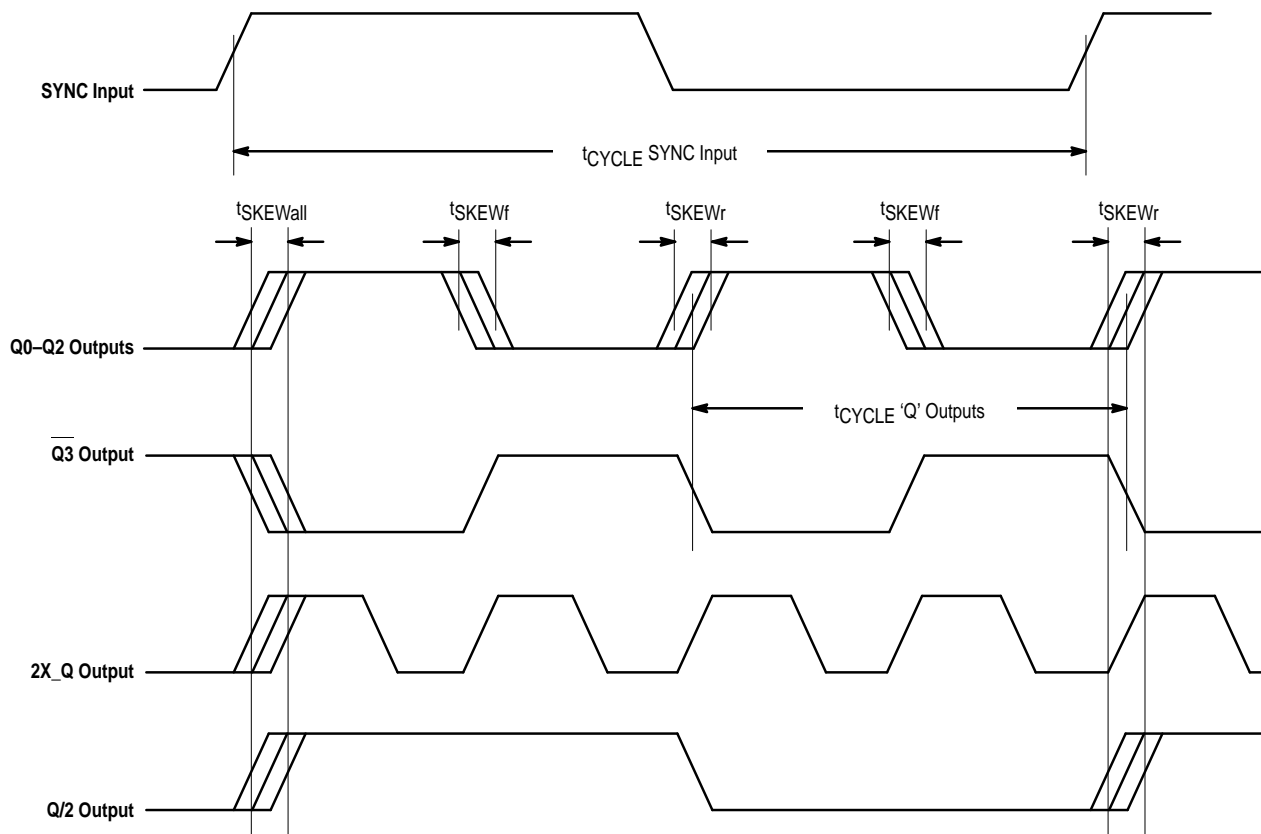 SYNC Input
tCYCLE SYNC Input
tSKEWall
tSKEWf
tSKEWr
tSKEWf
tSKEWr
Q0–Q2 Outputs
tCYCLE ‘Q’ Outputs
Q3 Output
2X_Q Output
Q/2 Output